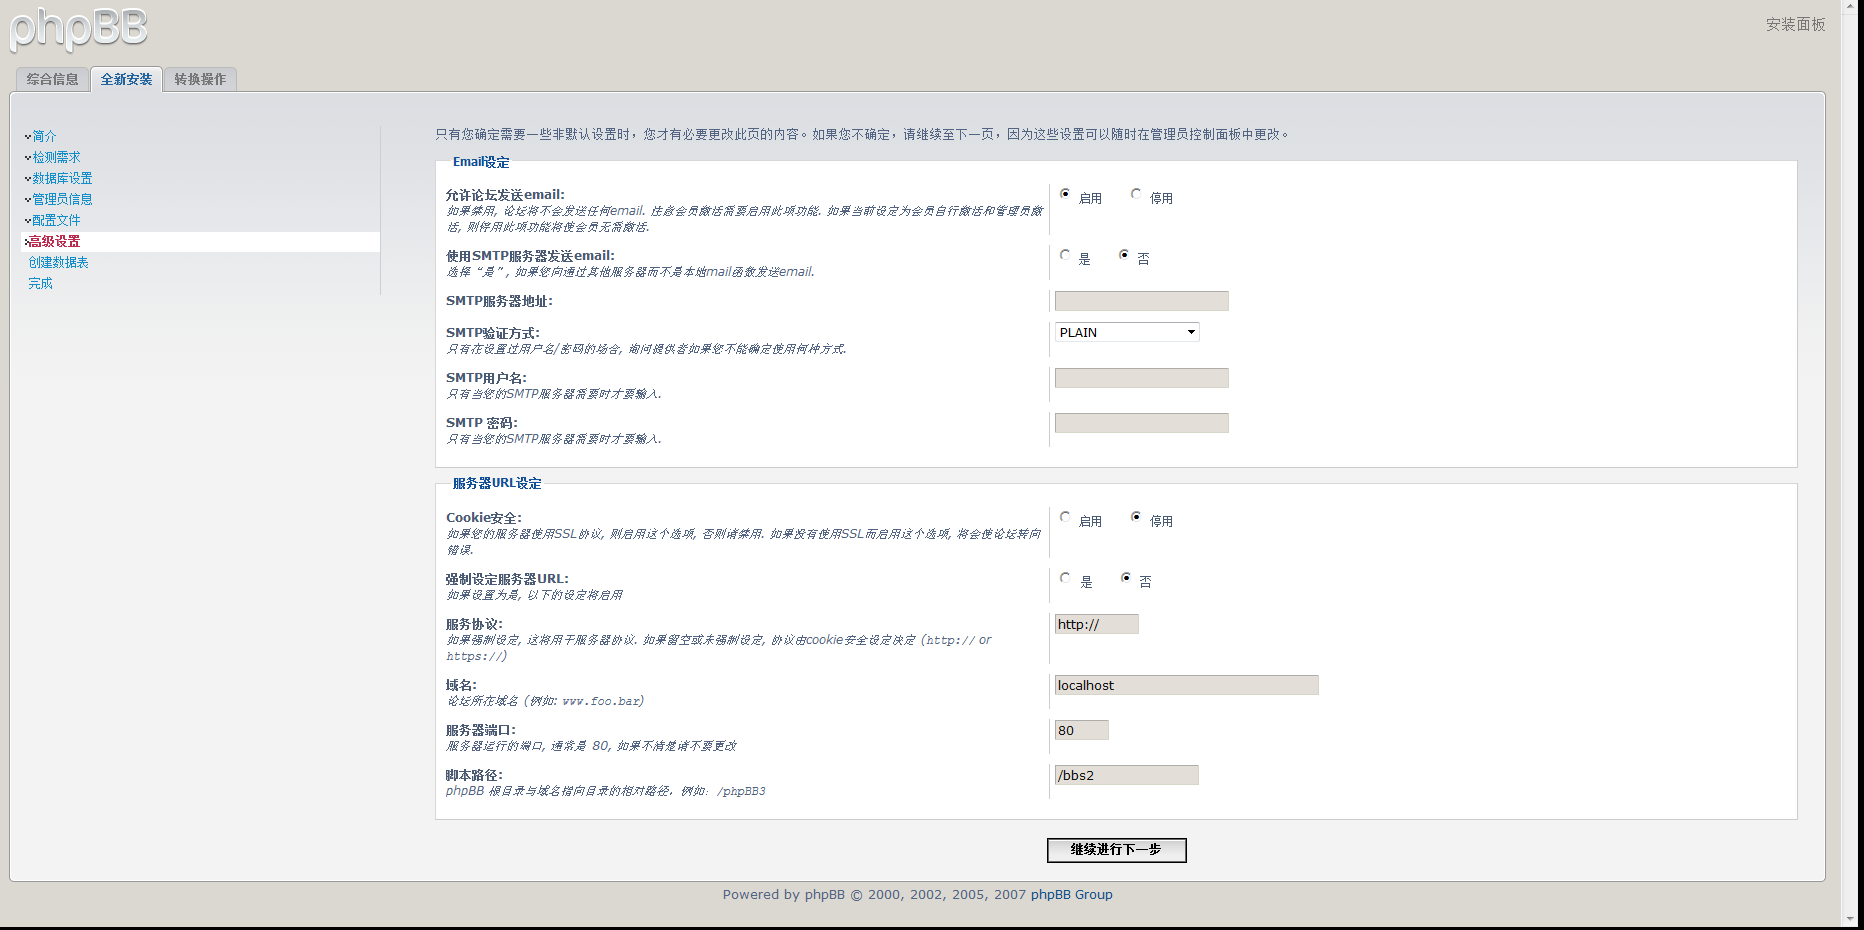 phpBB
安装面板
综合信息
全新安装
转换操作
简介
检测需求
数据库设置
管理员信息
配置文件
高级设置
创建数据表
完成
只有您确定需要一些非默认设置时，您才有必要更改此页的内容。如果您不确定，请继续至下一页，因为这些设置可以随时在管理员控制面板中更改。
Email设定
允许论坛发送email:
启用 停用
如果禁用, 论坛将不会发送任何email. 注意会员激活需要启用此项功能. 如果当前设定为会员自行激活和管理员激
活, 则停用此项功能将使会员无需激活.
使用SMTP服务器发送email:
是 否
选择“是”, 如果您向通过其他服务器而不是本地mail函数发送email.
SMTP服务器地址:
SMTP验证方式:
PLAIN
只有在设置过用户名/密码的场合, 询问提供者如果您不能确定使用何种方式.
SMTP用户名:
只有当您的SMTP服务器需要时才要输入.
SMTP 密码:
只有当您的SMTP服务器需要时才要输入.
服务器URL设定
Cookie安全:
启用 停用
如果您的服务器使用SSL协议, 则启用这个选项, 否则请禁用. 如果没有使用SSL而启用这个选项, 将会使论坛转向
错误.
强制设定服务器URL:
是 否
如果设置为是, 以下的设定将启用
服务协议:
http://
如果强制设定, 这将用于服务器协议. 如果留空或未强制设定, 协议由cookie安全设定决定 (http:// or
https://)
域名:
localhost
论坛所在域名 (例如: www.foo.bar)
服务器端口:
80
服务器运行的端口, 通常是 80, 如果不清楚请不要更改
脚本路径:
/bbs2
phpBB 根目录与域名指向目录的相对路径，例如: /phpBB3
继续进行下一步
Powered by phpBB © 2000, 2002, 2005, 2007 phpBB Group